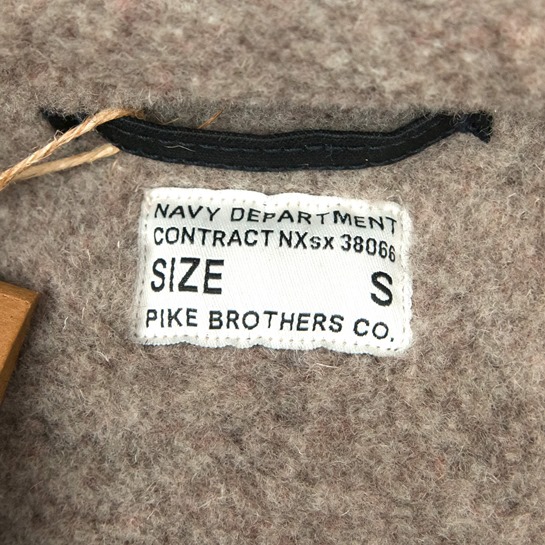 NAVY DEPARTMENT
CONTRACT NXsx 38066
SIZE S
PIKE BROTHERS CO.